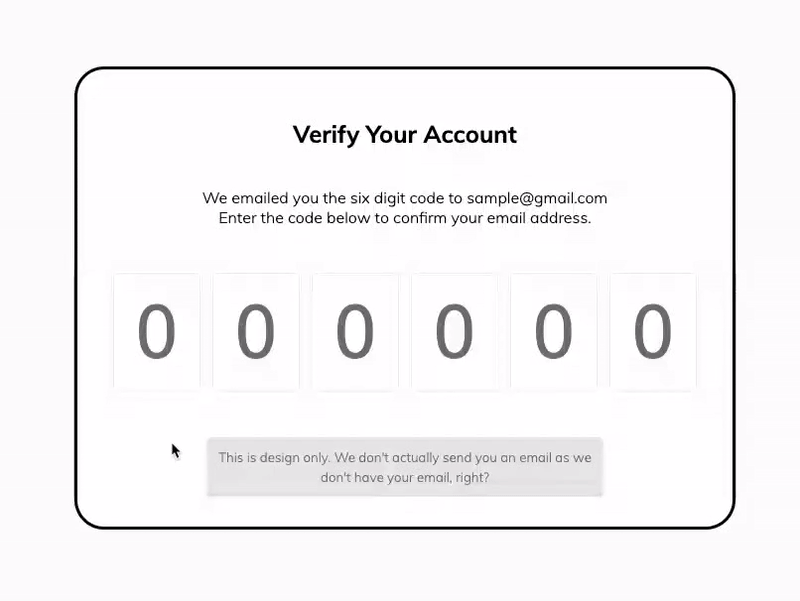 Verify Your Account
We emailed you the six digit code to sample@gmail.com
Enter the code below to confirm your email address.
0 0 0 0 0 0
This is design only. We don't actually send you an email as we
don't have your email, right?